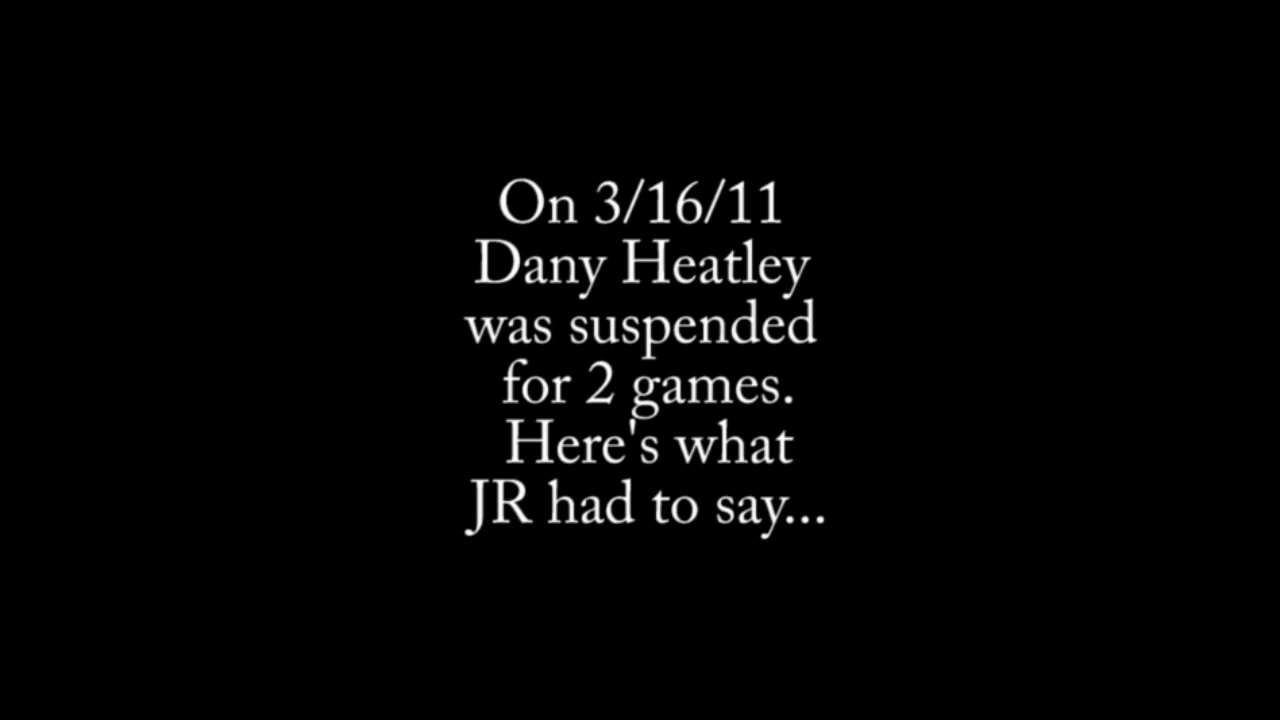 On 3/16/11
Dany Heatley
was suspended
for 2 games.
Here's what
JR had to say...